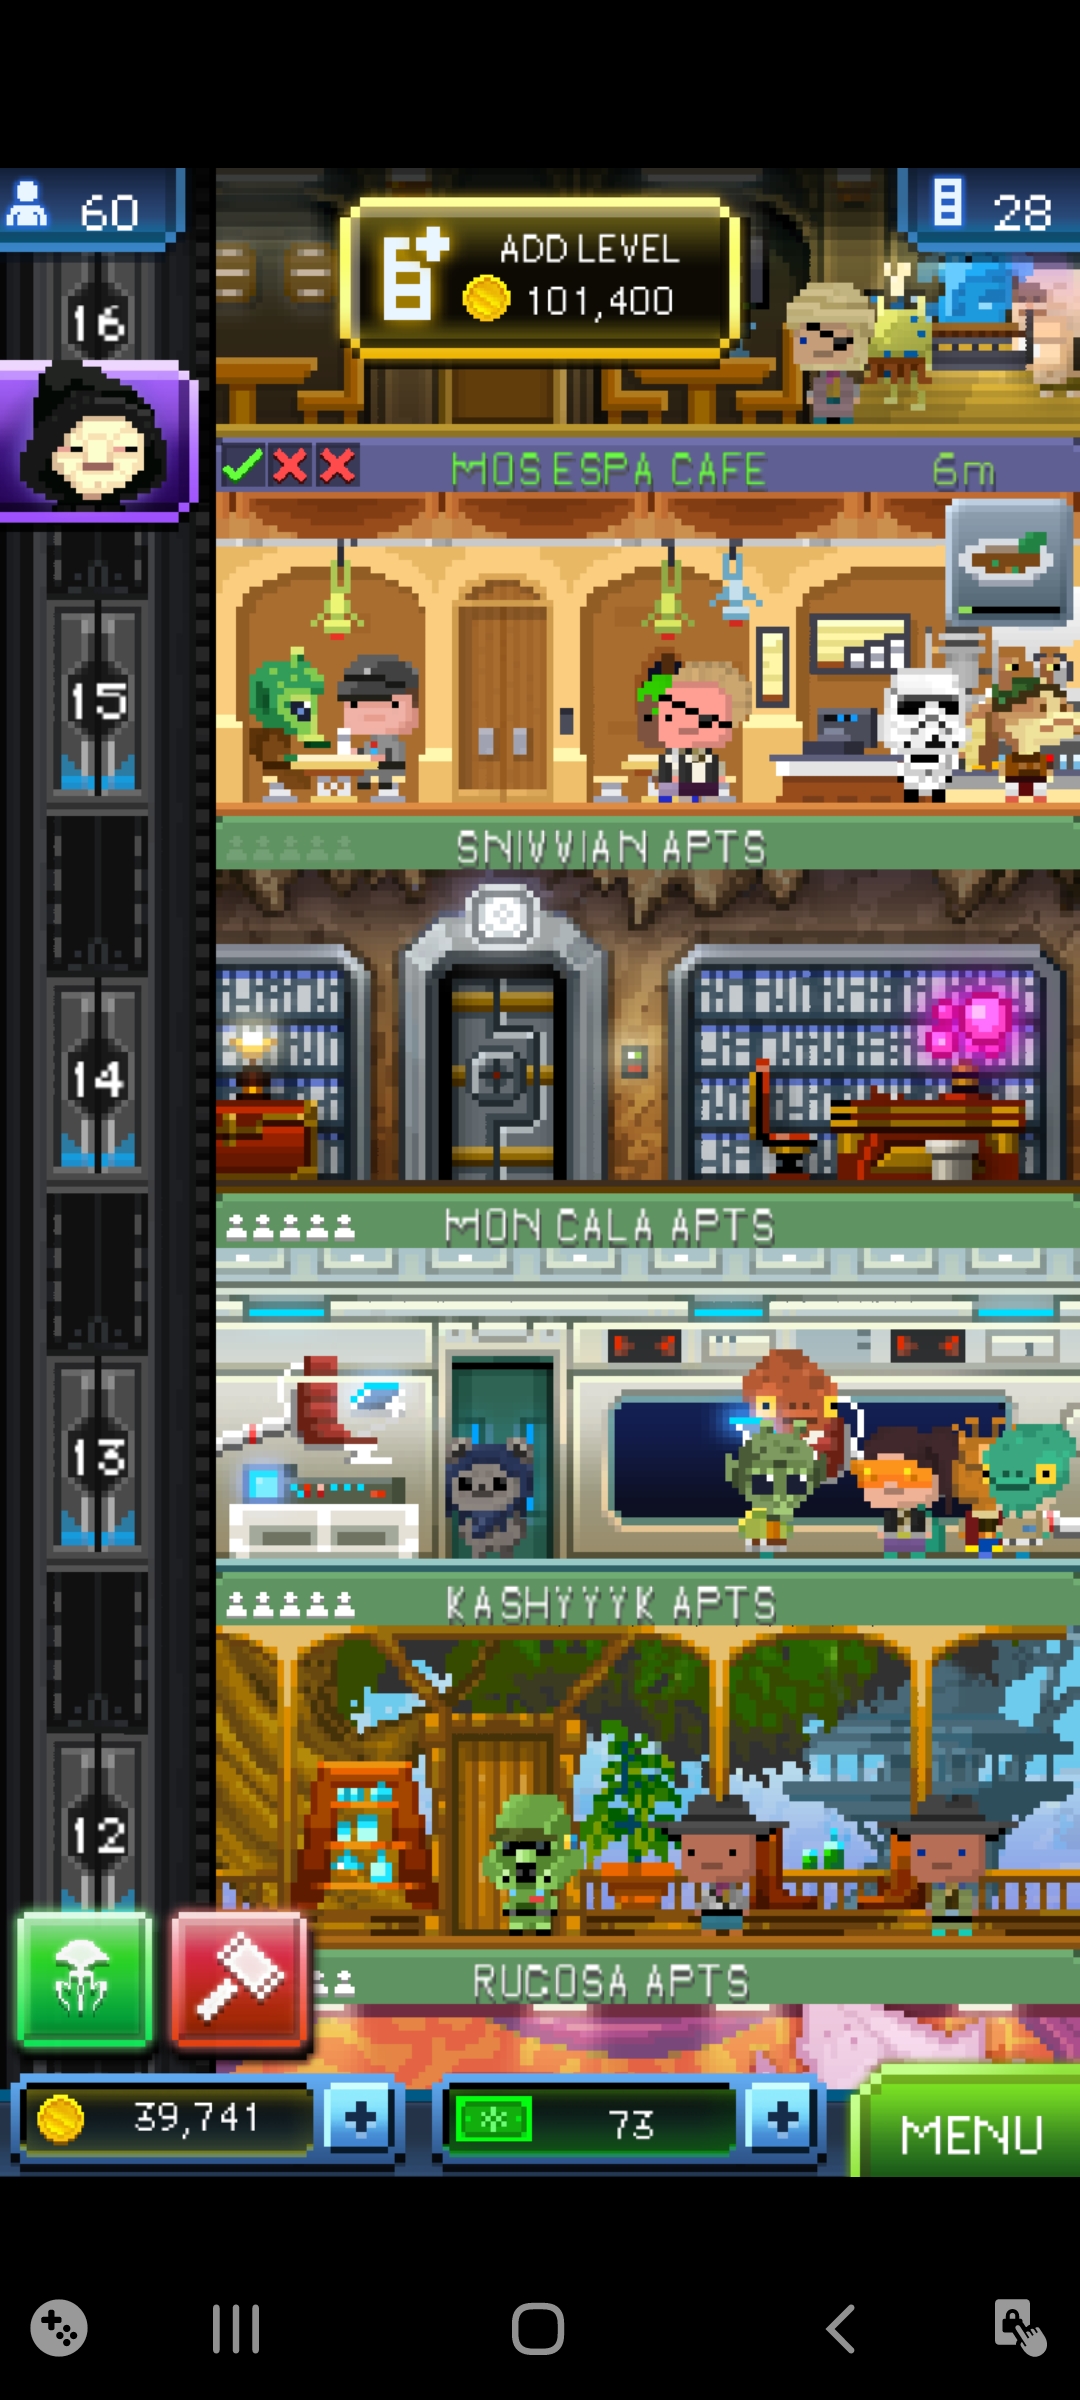 60
28
ADD LEVEL
101,400
16
MOS ESPA CAFE 6m
15
SNIVVIAN APTS
14
MON CALA APTS
13
KASHYYYK APTS
12
RUGOSA APTS
39,741
73
MENU